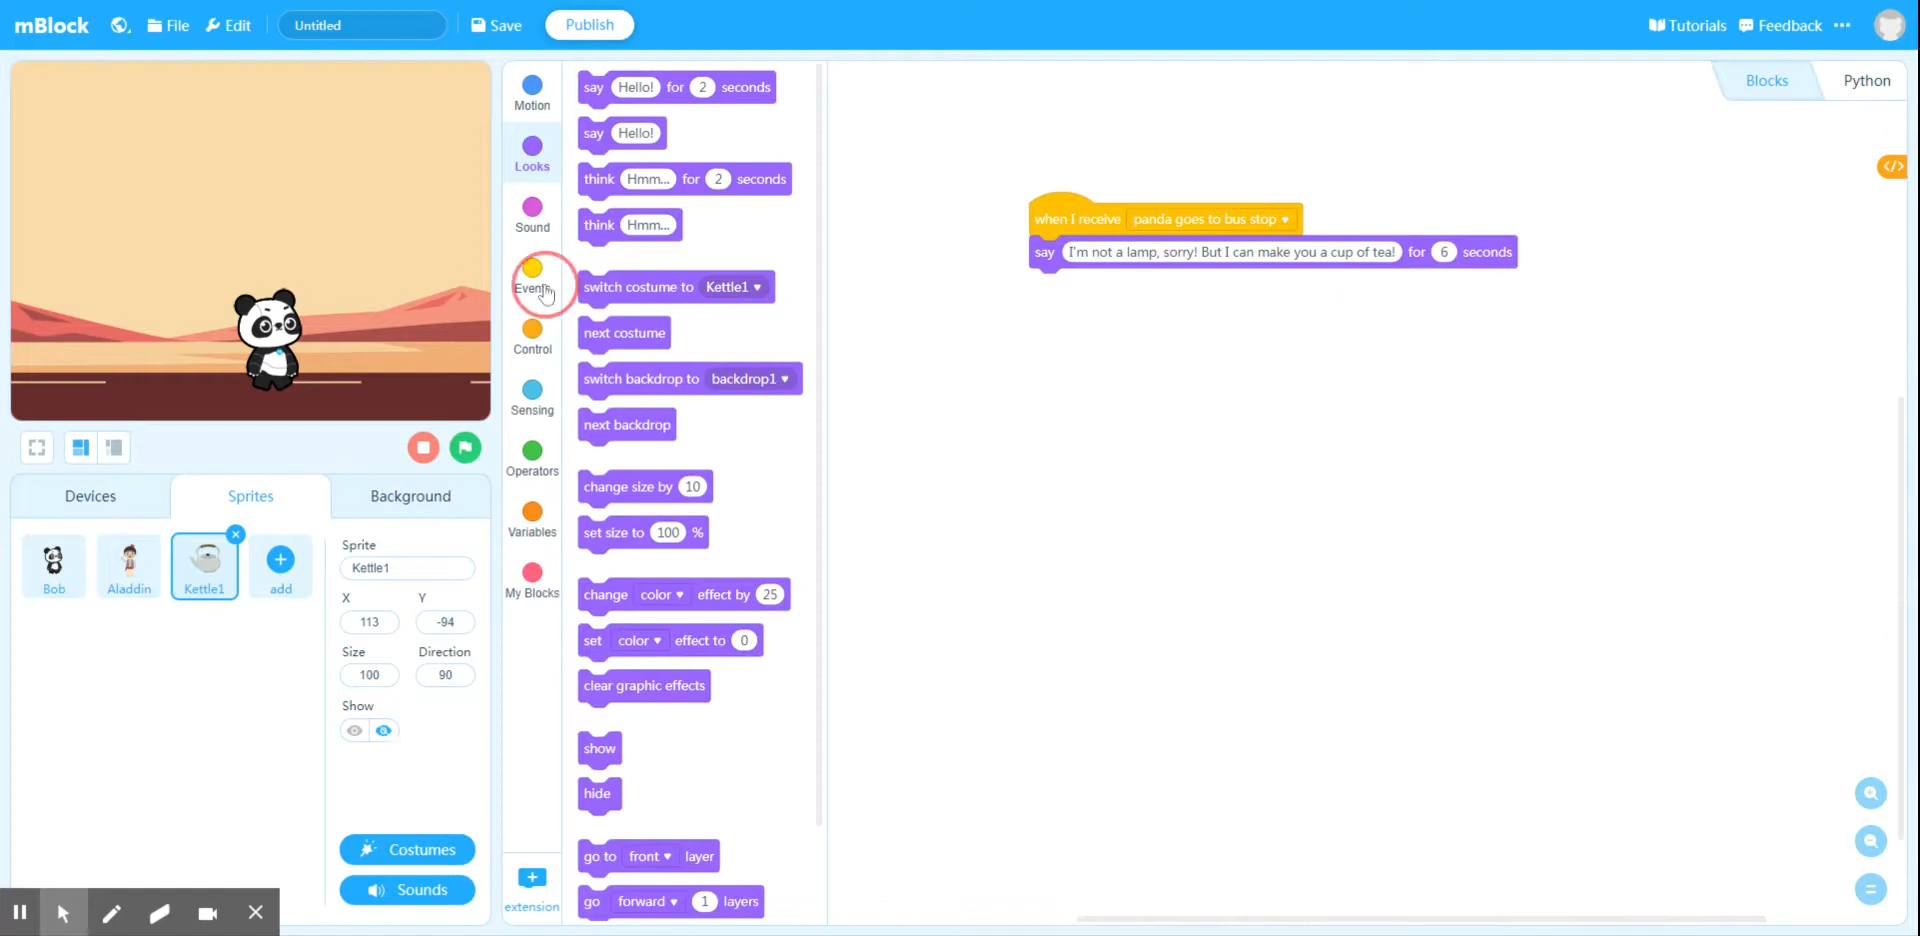 mBlock
File
Edit
Untitled
Save
Publish
Tutorials
Feedback
Motion
Looks
Sound
Events
Control
Sensing
Operators
Variables
My Blocks
extension
say Hello! for 2 seconds
say Hello!
think Hmm... for 2 seconds
think Hmm...
switch costume to Kettle1
next costume
switch backdrop to backdrop1
next backdrop
change size by 10
set size to 100 %
change color effect by 25
set color effect to 0
clear graphic effects
show
hide
go to front layer
go forward 1 layers
Blocks
Python
</>
when I receive panda goes to bus stop
say I'm not a lamp, sorry! But I can make you a cup of tea! for 6 seconds
Devices
Sprites
Background
Bob
Aladdin
Kettle1
add
Sprite
Kettle1
X
Y
113
-94
Size
Direction
100
90
Show
Costumes
Sounds